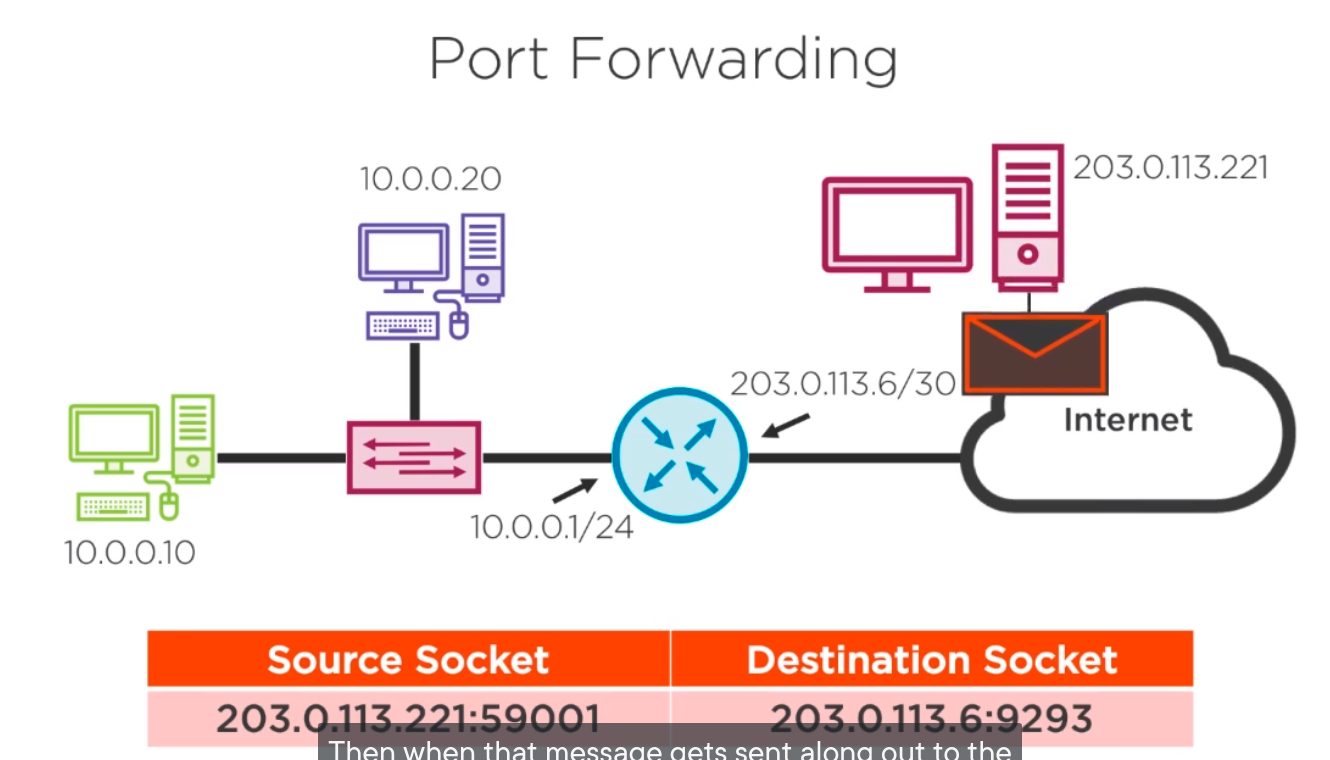 Port Forwarding
10.0.0.20
203.0.113.221
203.0.113.6/30
Internet
10.0.0.1/24
10.0.0.10
Source Socket Destination Socket
203.0.113.221:59001 203.0.113.6:9293
Then when that message gets sent along out to the